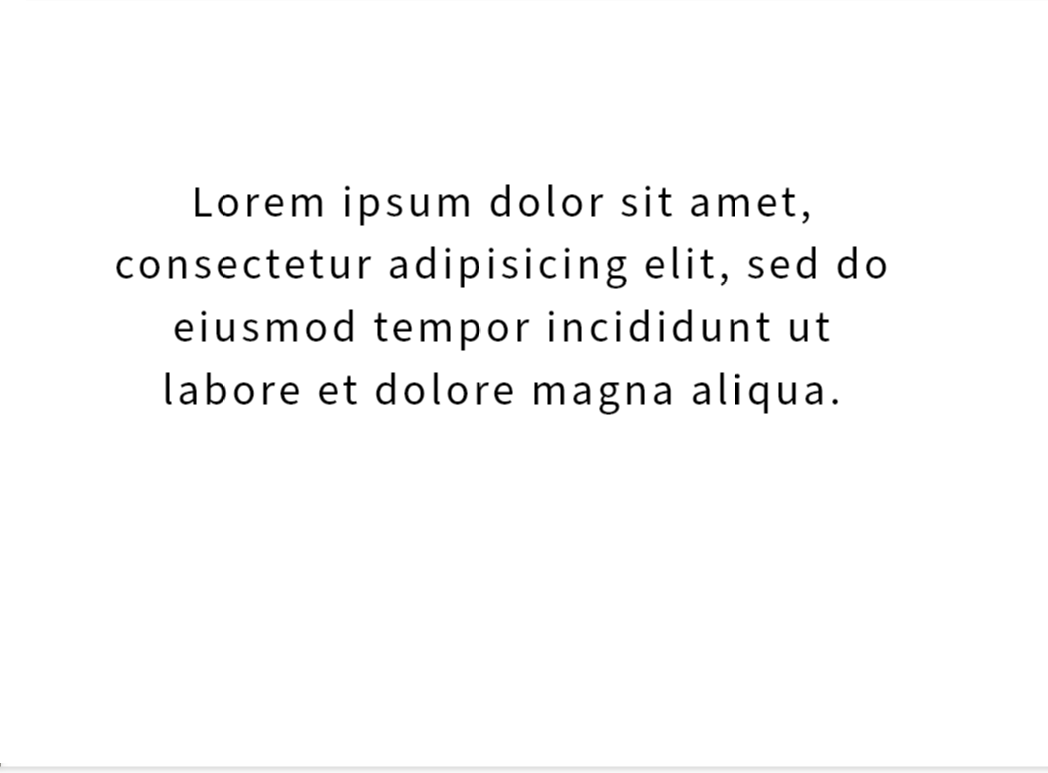 Lorem ipsum dolor sit amet,
consectetur adipisicing elit, sed do
eiusmod tempor incididunt ut
labore et dolore magna aliqua.